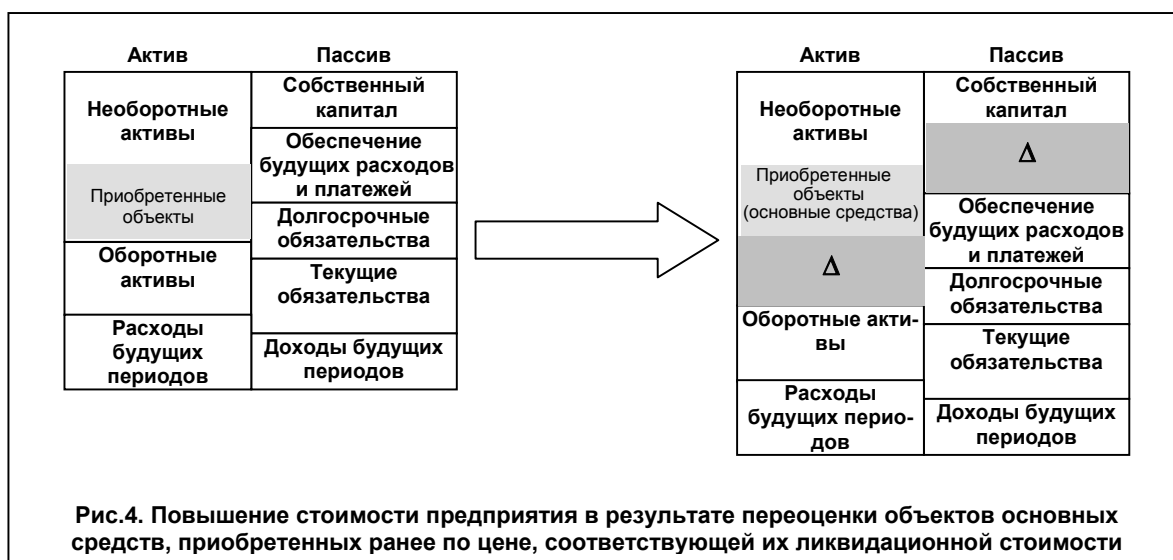 Актив
Пассив
Необоротные
активы
Приобретенные
объекты
Оборотные
активы
Расходы
будущих
периодов
Собственный
капитал
Обеспечение
будущих расходов
и платежей
Долгосрочные
обязательства
Текущие
обязательства
Доходы будущих
периодов
Актив
Пассив
Необоротные
активы
Приобретенные
объекты
(основные средства)
Δ
Оборотные акти-
вы
Расходы
будущих перио-
дов
Собственный
капитал
Δ
Обеспечение
будущих расходов
и платежей
Долгосрочные
обязательства
Текущие
обязательства
Доходы будущих
периодов
Рис.4. Повышение стоимости предприятия в результате переоценки объектов основных
средств, приобретенных ранее по цене, соответствующей их ликвидационной стоимости